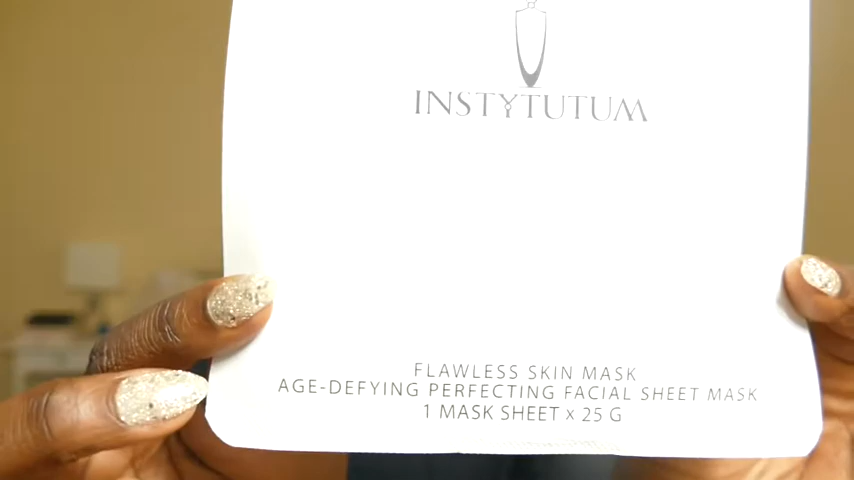 INSTYTUTUM
FLAWLESS SKIN MASK
AGE-DEFYING PERFECTING FACIAL SHEET MASK
1 MASK SHEET x 25 G